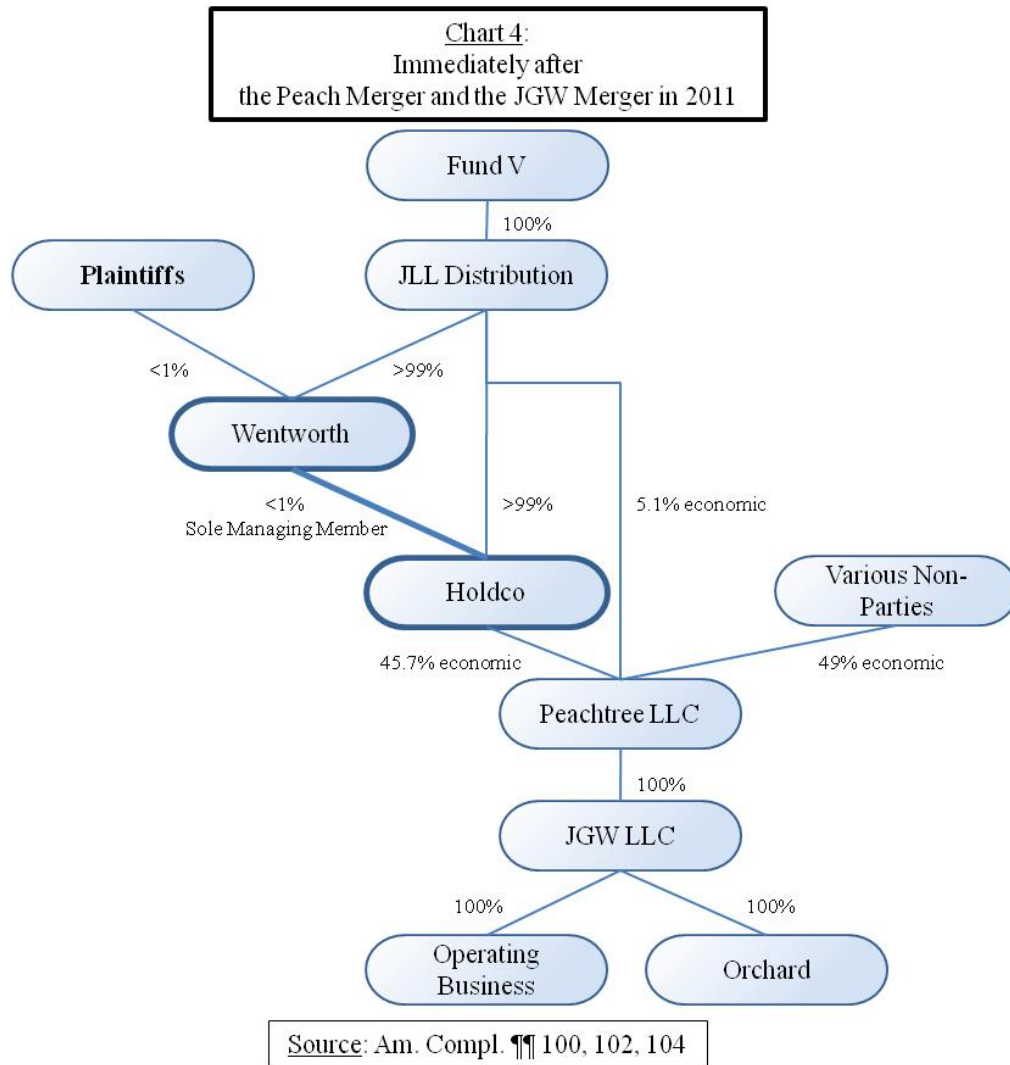 Chart 4:
Immediately after
the Peach Merger and the JGW Merger in 2011
Fund V
100%
Plaintiffs
JLL Distribution
<1%
>99%
Wentworth
<1%
Sole Managing Member
>99%
5.1% economic
Holdco
Various Non-
Parties
45.7% economic
49% economic
Peachtree LLC
100%
JGW LLC
100%
100%
Operating
Business
Orchard
Source: Am. Compl. ¶¶ 100, 102, 104